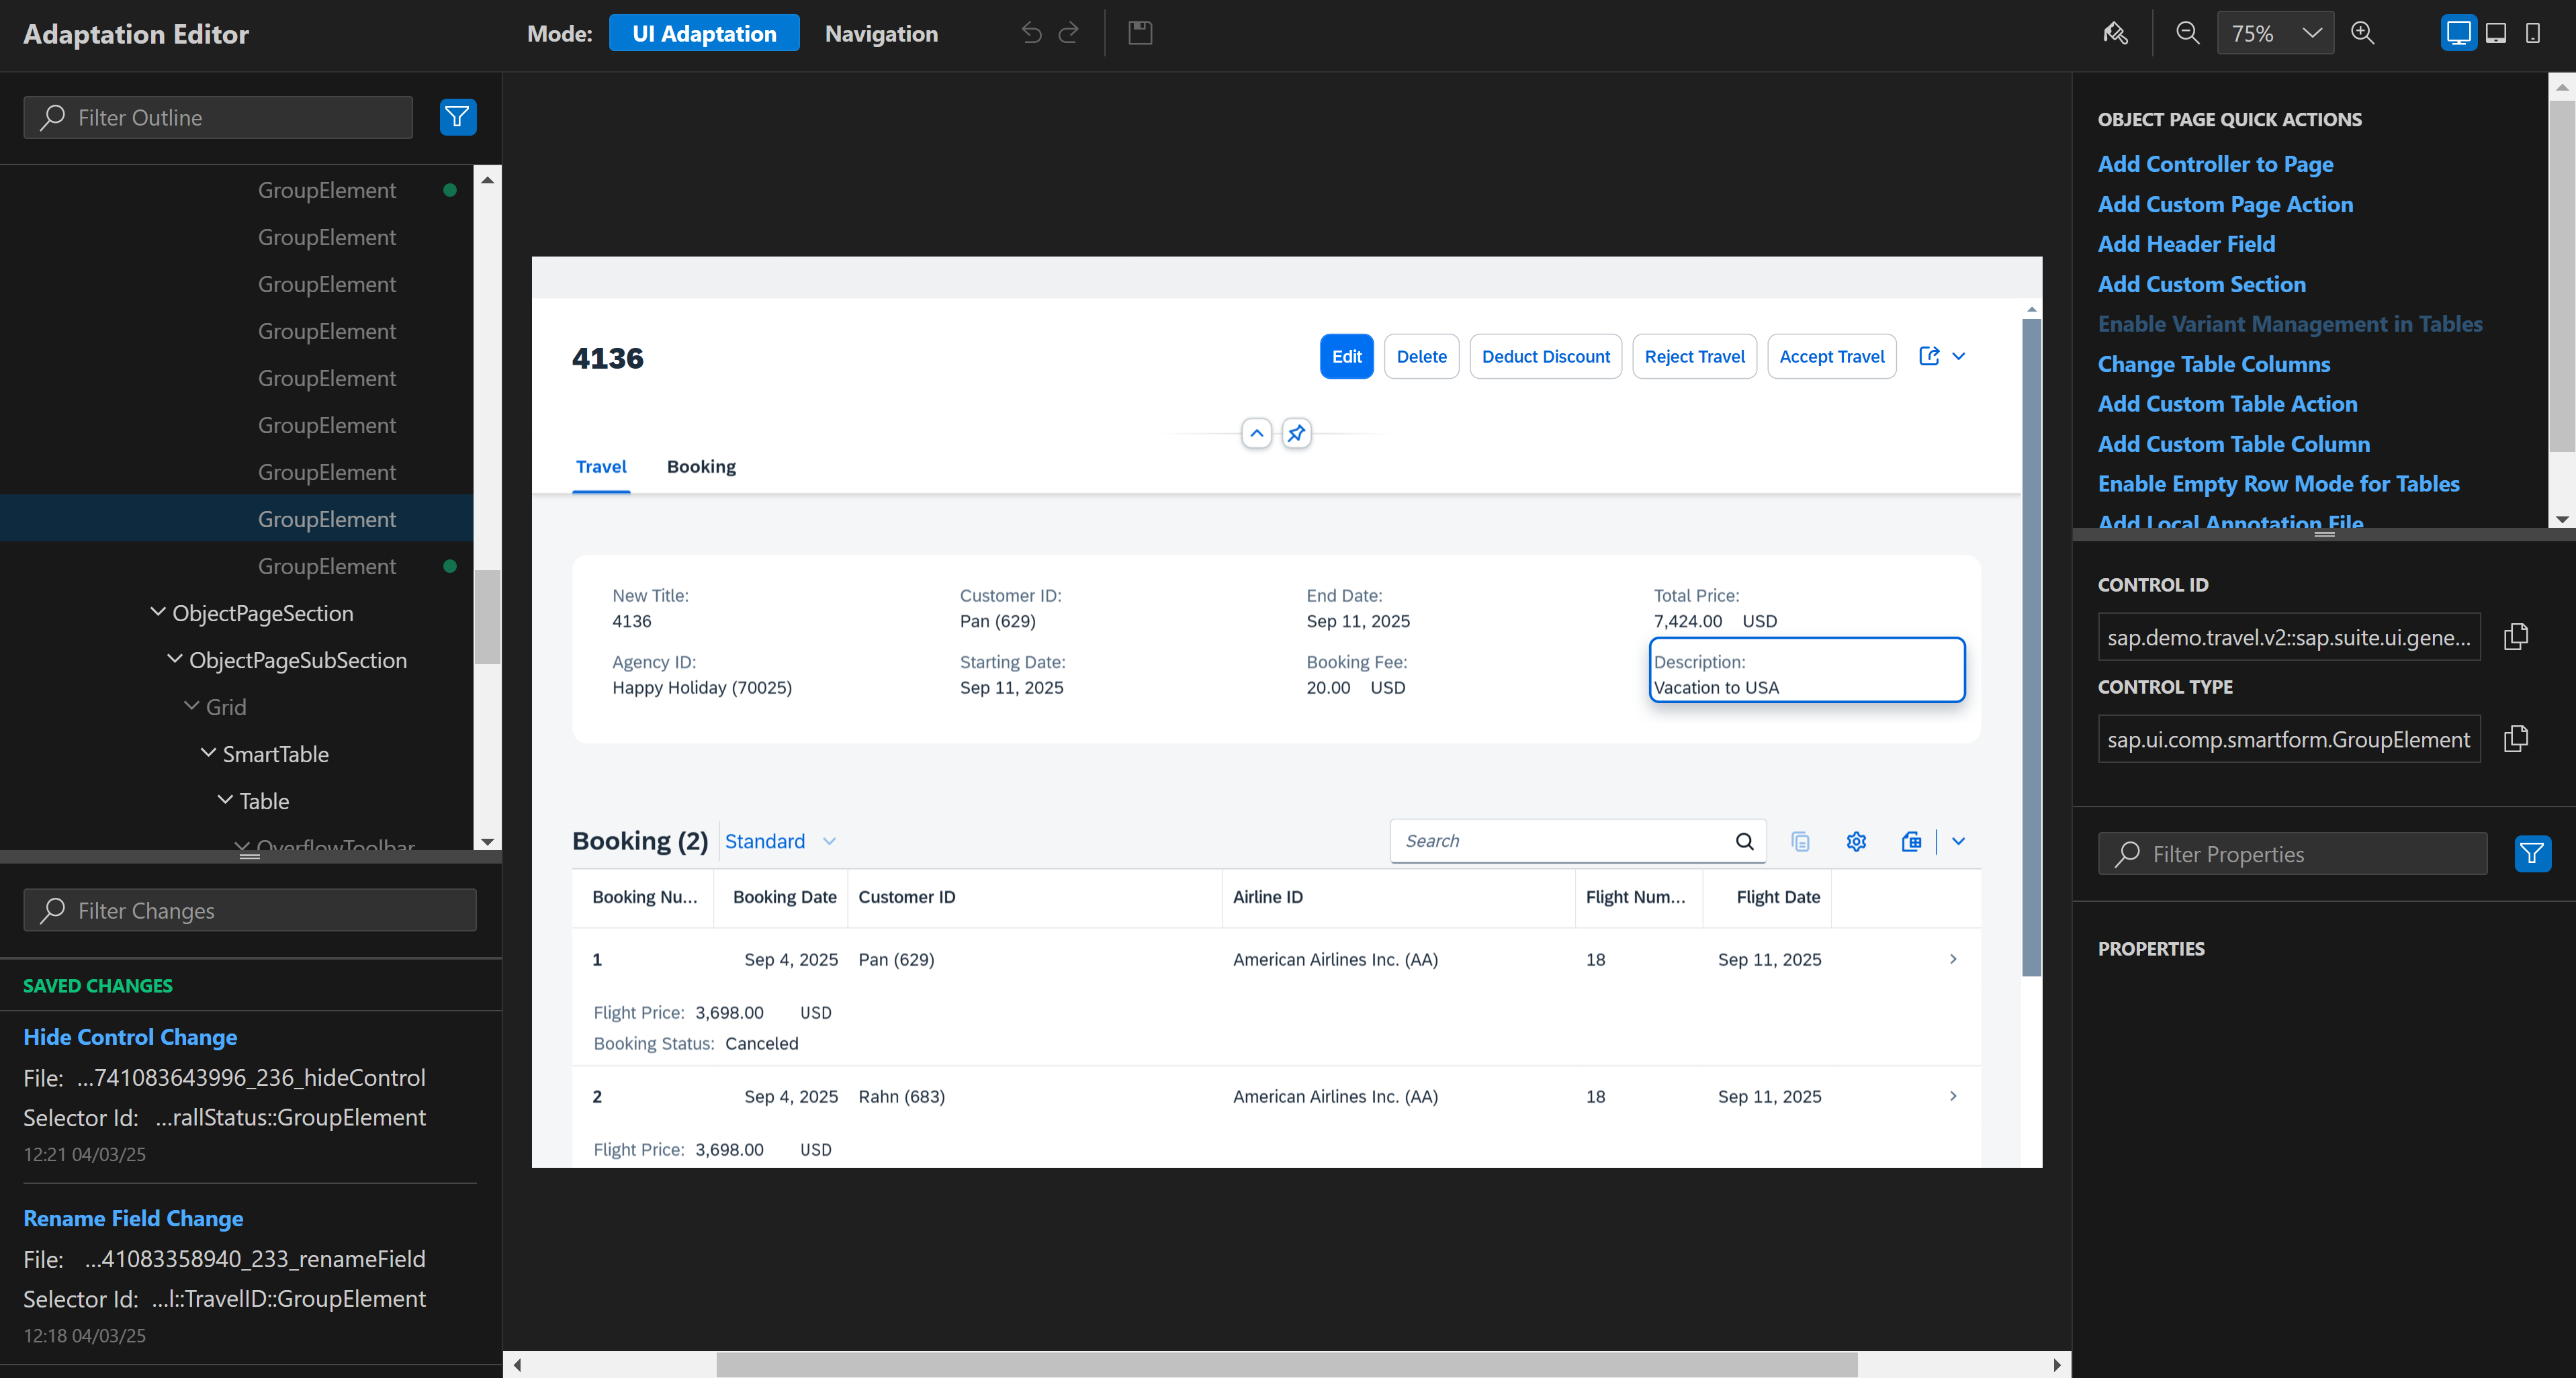 Adaptation Editor
Mode: UI Adaptation Navigation
75%
Filter Outline
GroupElement
GroupElement
GroupElement
GroupElement
GroupElement
GroupElement
GroupElement
GroupElement
GroupElement
ObjectPageSection
ObjectPageSubSection
Grid
SmartTable
Table
OverflowToolbar
Filter Changes
SAVED CHANGES
Hide Control Change
File: ...741083643996_236_hideControl
Selector Id: ...rallStatus::GroupElement
12:21 04/03/25
Rename Field Change
File: ...41083358940_233_renameField
Selector Id: ...l::TravelID::GroupElement
12:18 04/03/25
4136
Edit Delete Deduct Discount Reject Travel Accept Travel
Travel Booking
New Title:
4136
Agency ID:
Happy Holiday (70025)
Customer ID:
Pan (629)
Starting Date:
Sep 11, 2025
End Date:
Sep 11, 2025
Booking Fee:
20.00 USD
Total Price:
7,424.00 USD
Description:
Vacation to USA
Booking (2) Standard Search
Booking Nu... Booking Date Customer ID Airline ID Flight Num... Flight Date
1 Sep 4, 2025 Pan (629) American Airlines Inc. (AA) 18 Sep 11, 2025
Flight Price: 3,698.00 USD
Booking Status: Canceled
2 Sep 4, 2025 Rahn (683) American Airlines Inc. (AA) 18 Sep 11, 2025
Flight Price: 3,698.00 USD
OBJECT PAGE QUICK ACTIONS
Add Controller to Page
Add Custom Page Action
Add Header Field
Add Custom Section
Enable Variant Management in Tables
Change Table Columns
Add Custom Table Action
Add Custom Table Column
Enable Empty Row Mode for Tables
Add Local Annotation File
CONTROL ID
sap.demo.travel.v2::sap.suite.ui.gene...
CONTROL TYPE
sap.ui.comp.smartform.GroupElement
Filter Properties
PROPERTIES